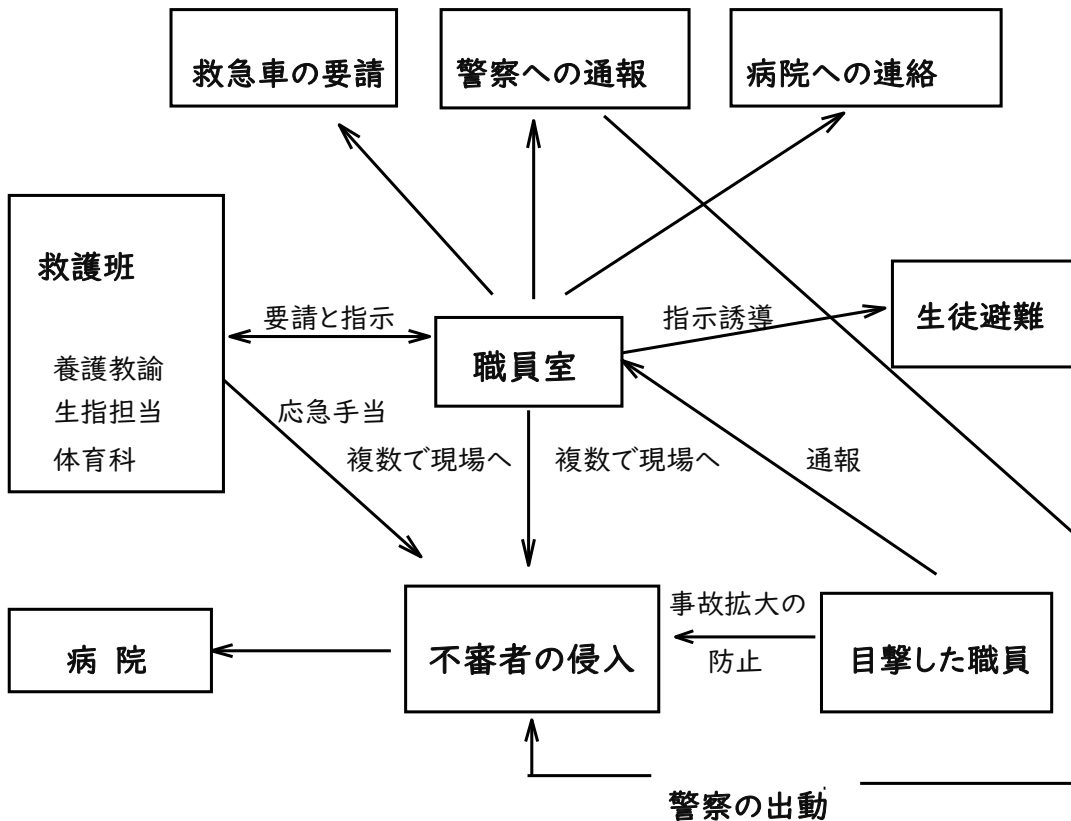 救急車の要請
警察への通報
病院への連絡
救護班
養護教諭
生指担当
体育科
要請と指示
職員室
指示誘導
生徒避難
応急手当
複数で現場へ
複数で現場へ
通報
病 院
不審者の侵入
事故拡大の
防止
目撃した職員
警察の出動